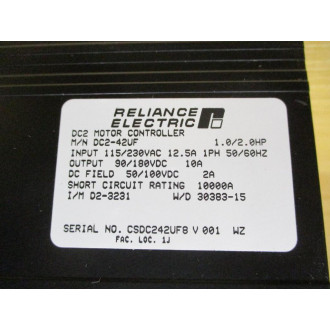 RELIANCE
ELECTRIC
DC2 MOTOR CONTROLLER
M/N DC2-42UF 1.0/2.0HP
INPUT 115/230VAC 12.5A 1PH 50/60HZ
OUTPUT 90/180VDC 10A
DC FIELD 50/100VDC 2A
SHORT CIRCUIT RATING 10000A
I/M D2-3231 W/D 30383-15
SERIAL NO. CSDC242UF8 V 001 WZ
FAC. LOC. 1J